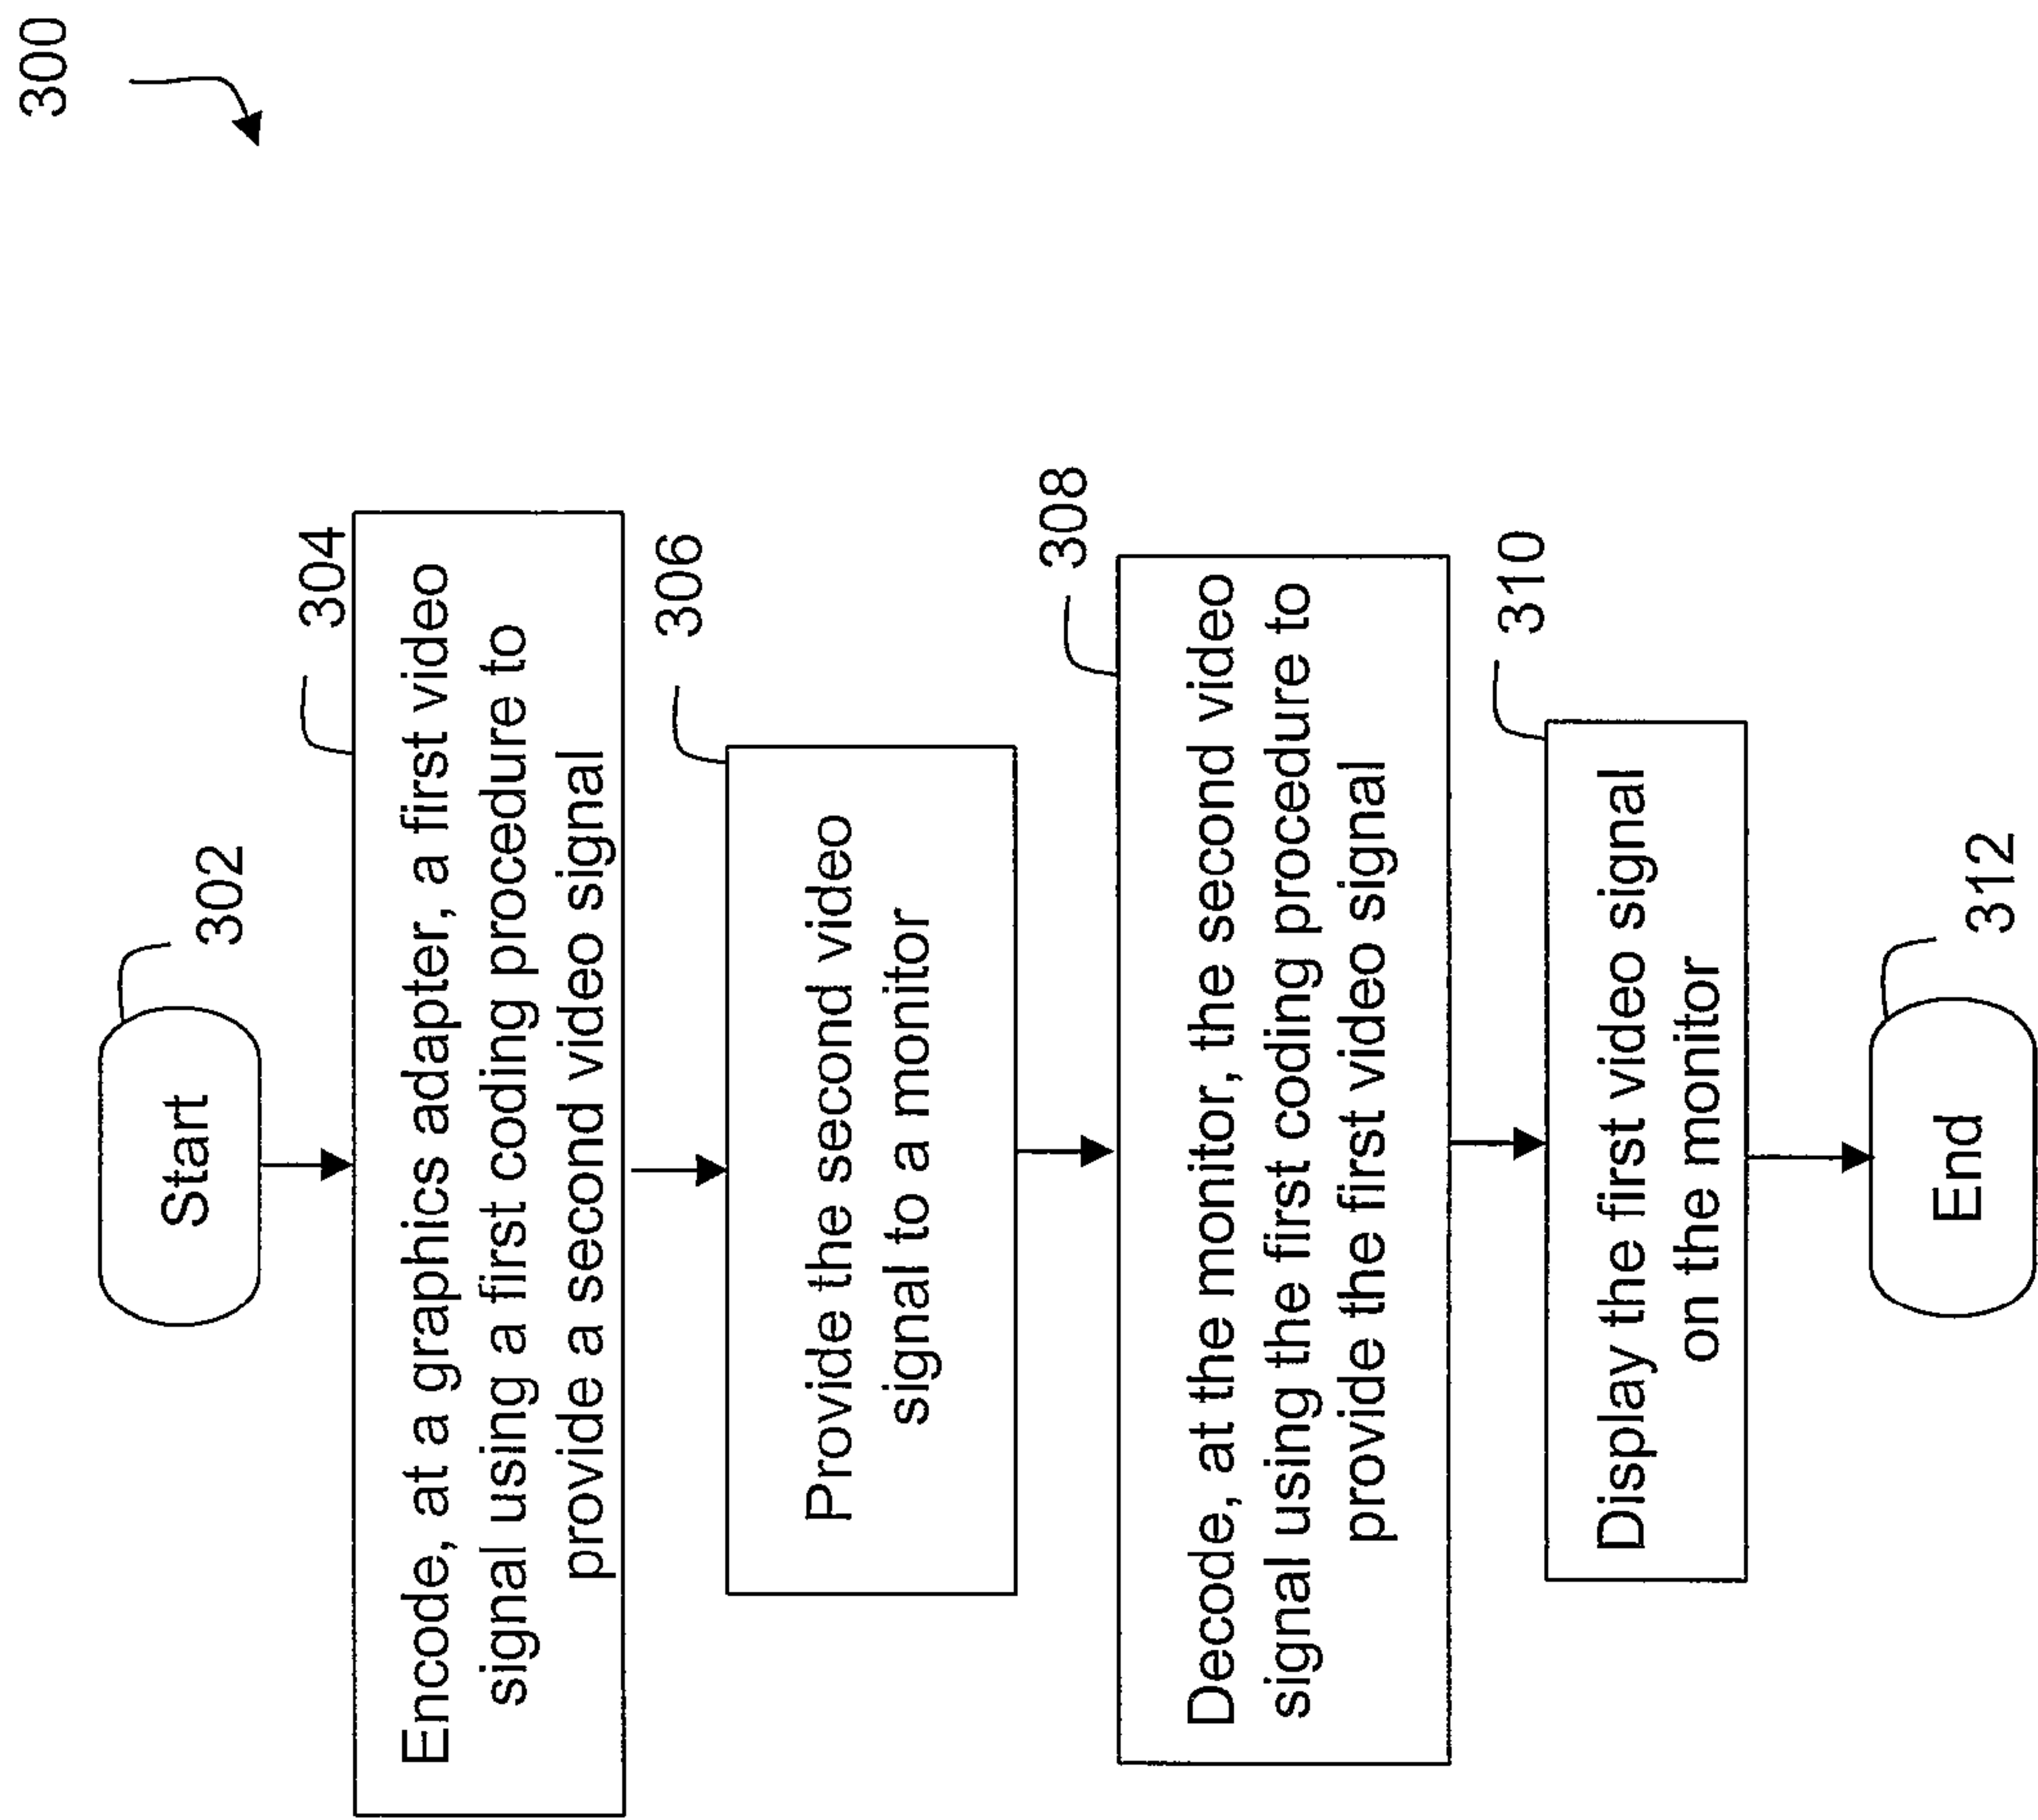 300
Start
302
304
Encode, at a graphics adapter, a first video
signal using a first coding procedure to
provide a second video signal
306
Provide the second video
signal to a monitor
308
Decode, at the monitor, the second video
signal using the first coding procedure to
provide the first video signal
310
Display the first video signal
on the monitor
312
End